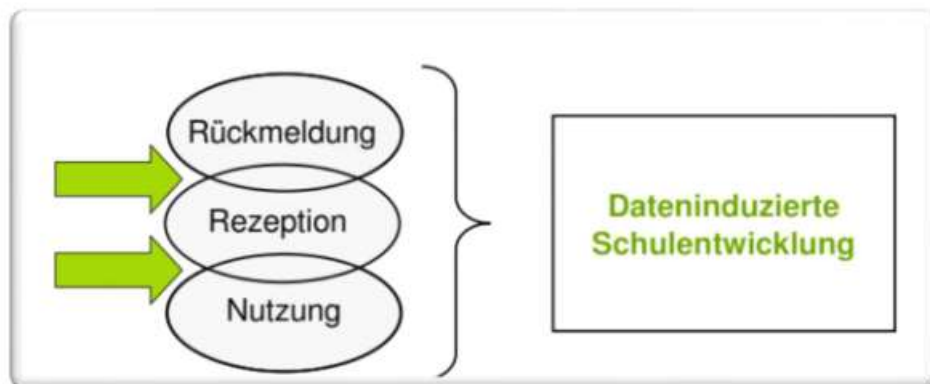 Rückmeldung
Rezeption
Nutzung
Dateninduzierte
Schulentwicklung